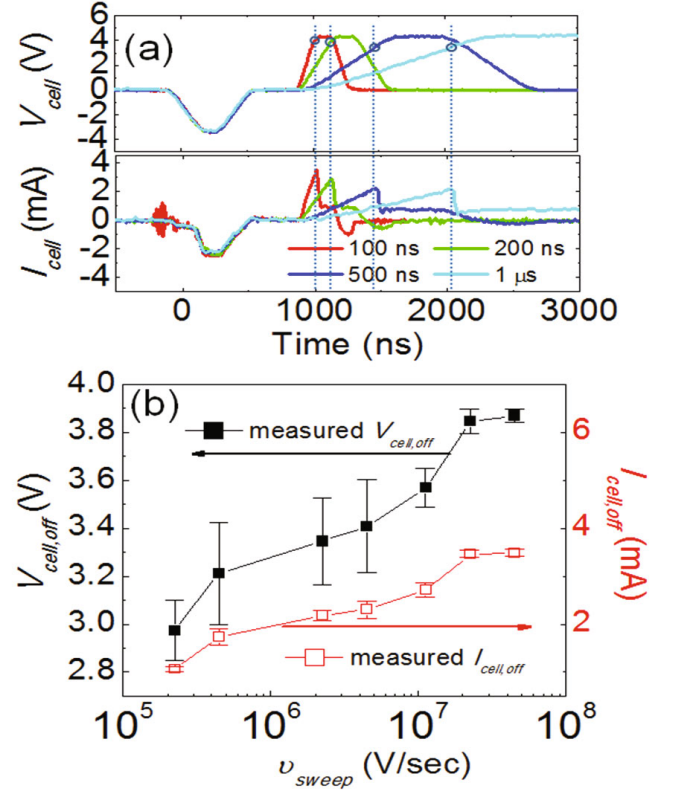 (a)
V_cell (V)
6
4
2
0
-2
-4
I_cell (mA)
4
2
0
-2
-4
100 ns 200 ns
500 ns 1 μs
0 1000 2000 3000
Time (ns)
(b)
V_cell,off (V)
4.0
3.8
3.6
3.4
3.2
3.0
2.8
measured V_cell,off
measured I_cell,off
6
4
2
I_cell,off (mA)
10^5 10^6 10^7 10^8
υ_sweep (V/sec)